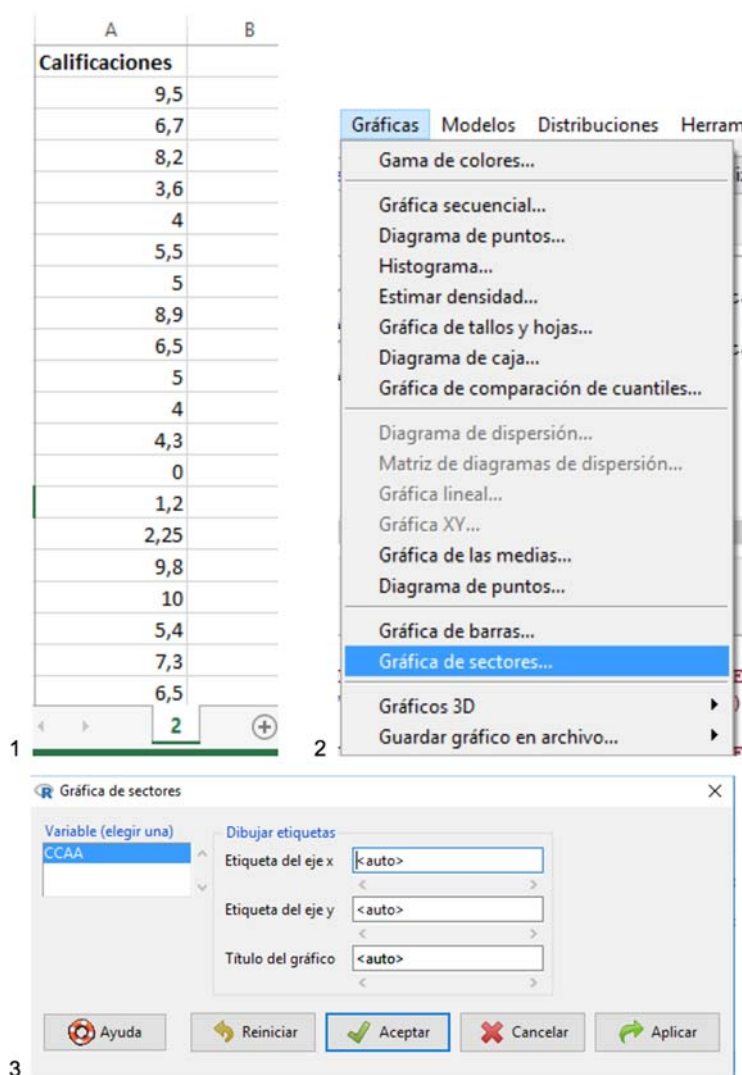 A B
Calificaciones
9,5
6,7
8,2
3,6
4
5,5
5
8,9
6,5
5
4
4,3
0
1,2
2,25
9,8
10
5,4
7,3
6,5
2
1
Gráficas Modelos Distribuciones Herram
Gama de colores...
Gráfica secuencial...
Diagrama de puntos...
Histograma...
Estimar densidad...
Gráfica de tallos y hojas...
Diagrama de caja...
Gráfica de comparación de cuantiles...
Diagrama de dispersión...
Matriz de diagramas de dispersión...
Gráfica lineal...
Gráfica XY...
Gráfica de las medias...
Diagrama de puntos...
Gráfica de barras...
Gráfica de sectores...
Gráficos 3D
Guardar gráfico en archivo...
2
R Gráfica de sectores
Variable (elegir una)
CCAA
Dibujar etiquetas
Etiqueta del eje x <auto>
Etiqueta del eje y <auto>
Título del gráfico <auto>
Ayuda Reiniciar Aceptar Cancelar Aplicar
3